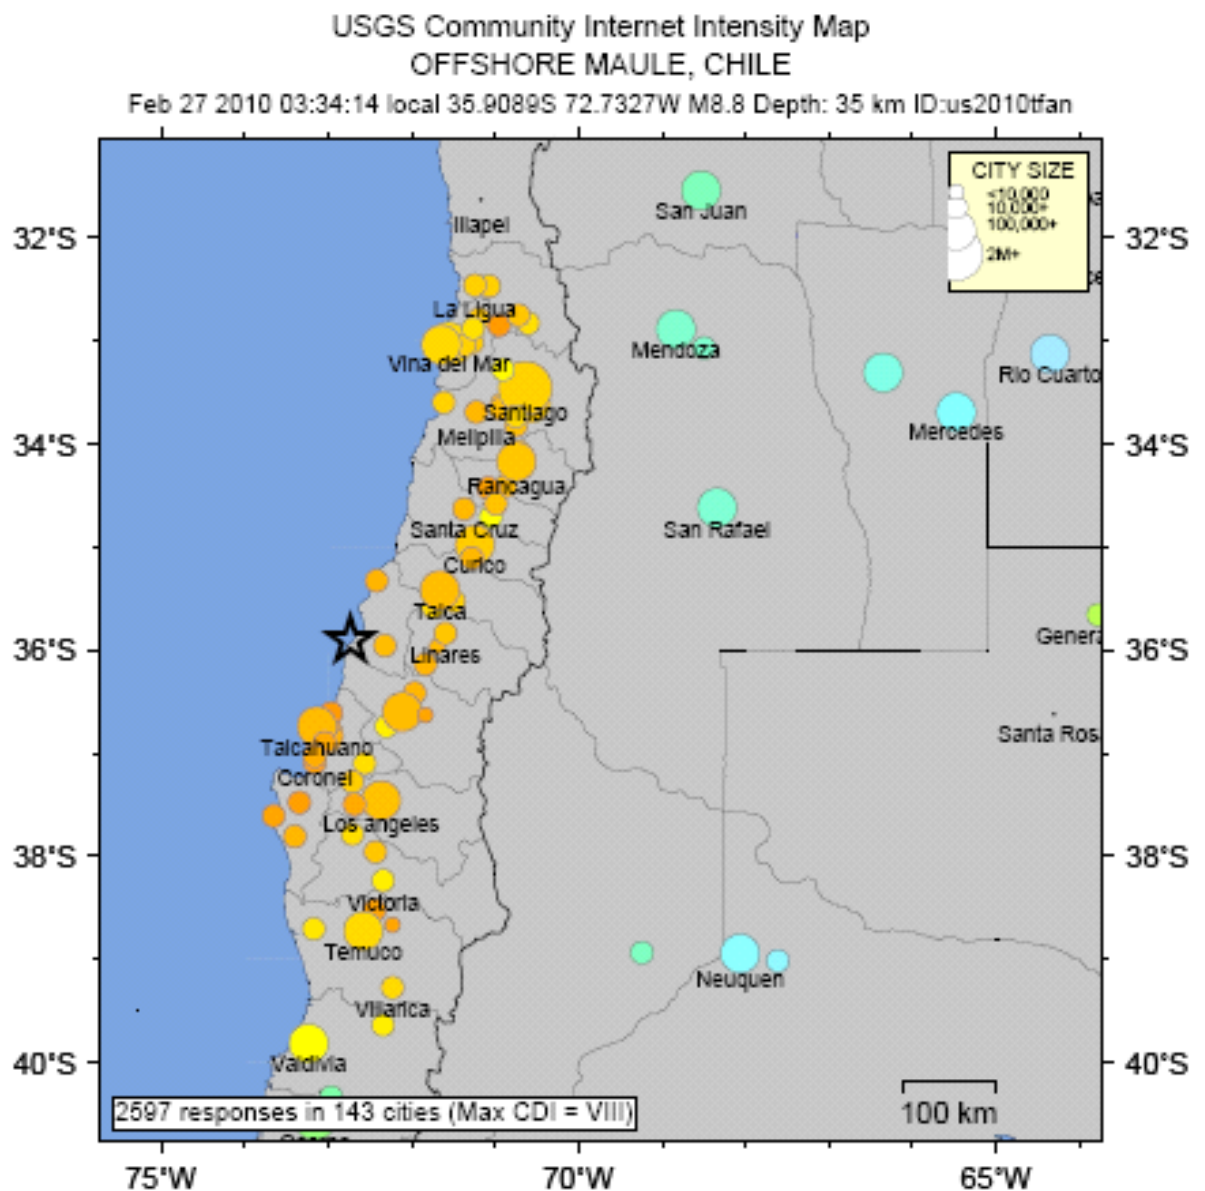 USGS Community Internet Intensity Map
OFFSHORE MAULE, CHILE
Feb 27 2010 03:34:14 local 35.9089S 72.7327W M8.8 Depth: 35 km ID:us2010tfan
CITY SIZE
<10,000
10,000+
100,000+
2M+
San Juan
Illapel
32°S
32°S
La Ligua
Mendoza
Vina del Mar
Rio Cuarto
Santiago
Mercedes
Melipilla
34°S
34°S
Rancagua
Santa Cruz
San Rafael
Curico
Talca
Genera
36°S
36°S
Linares
Santa Ros
Talcahuano
Coronel
Los angeles
38°S
38°S
Victoria
Temuco
Neuquen
Villarica
Valdivia
40°S
40°S
2597 responses in 143 cities (Max CDI = VIII)
100 km
75°W
70°W
65°W